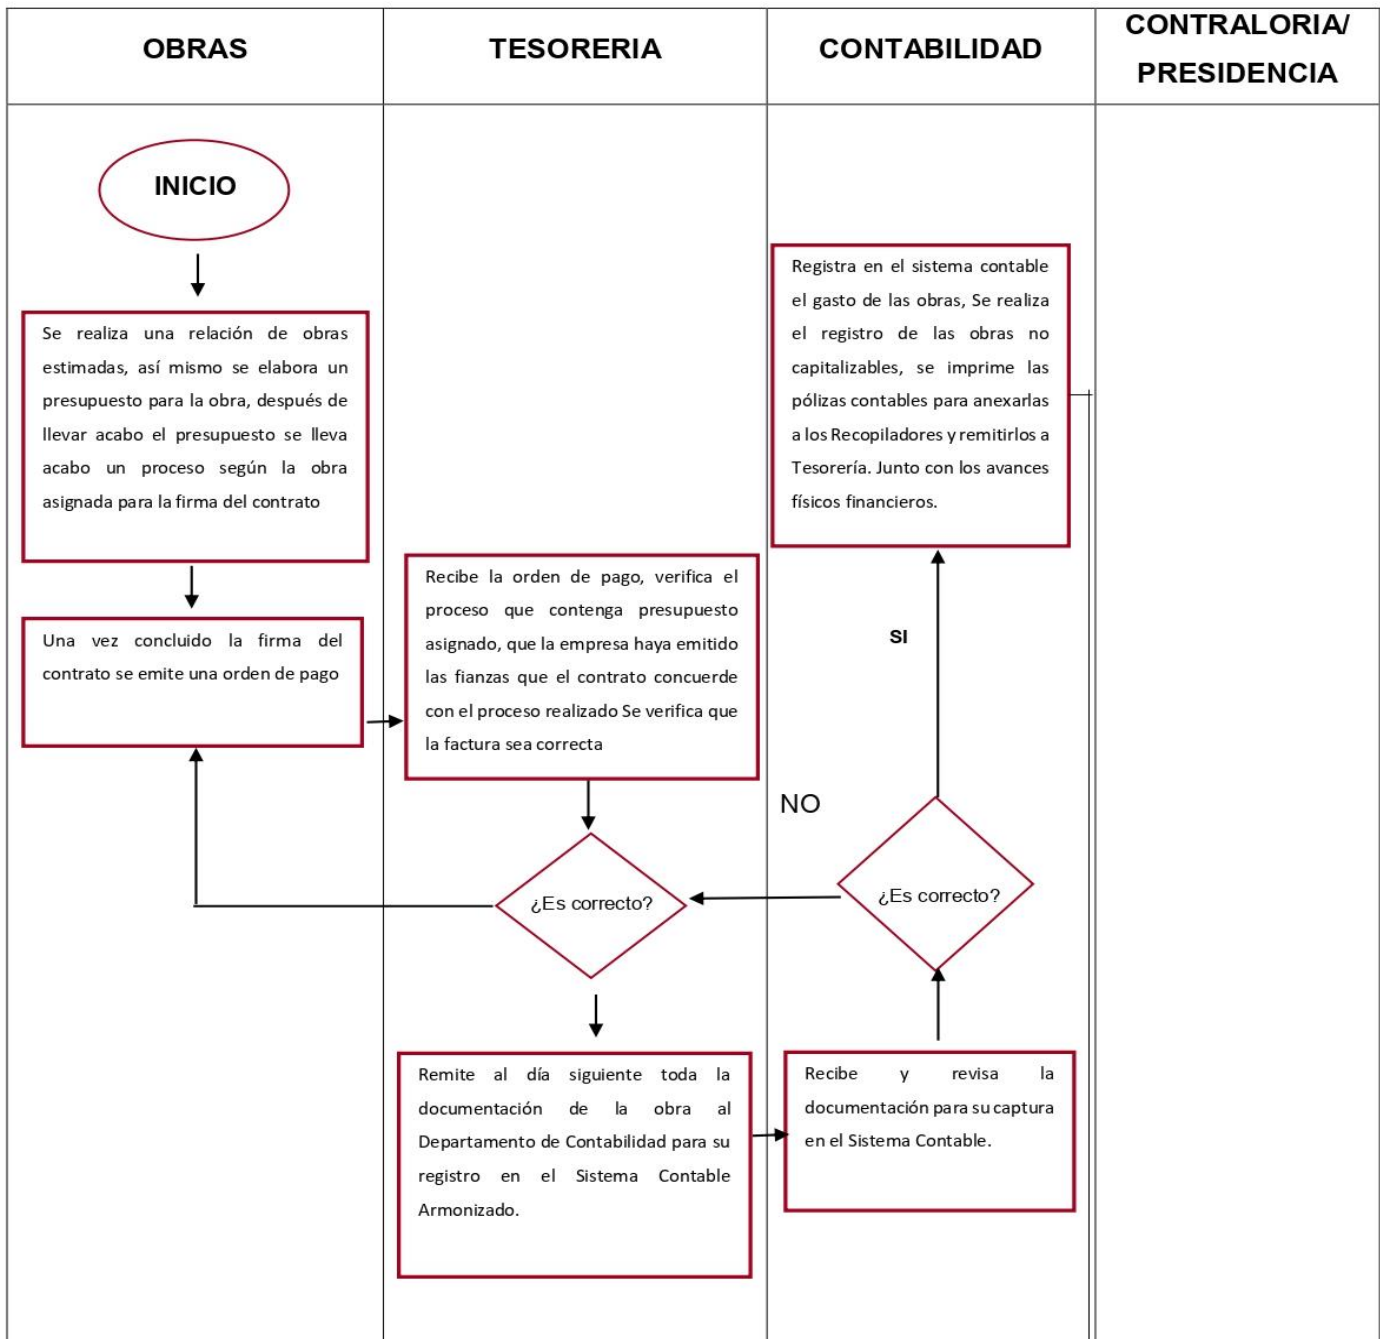 OBRAS
TESORERIA
CONTABILIDAD
CONTRALORIA/
PRESIDENCIA
INICIO
Se realiza una relación de obras
estimadas, así mismo se elabora un
presupuesto para la obra, después de
llevar acabo el presupuesto se lleva
acabo un proceso según la obra
asignada para la firma del contrato
Una vez concluido la firma del
contrato se emite una orden de pago
Recibe la orden de pago, verifica el
proceso que contenga presupuesto
asignado, que la empresa haya emitido
las fianzas que el contrato concuerde
con el proceso realizado Se verifica que
la factura sea correcta
¿Es correcto?
Remite al día siguiente toda la
documentación de la obra al
Departamento de Contabilidad para su
registro en el Sistema Contable
Armonizado.
Registra en el sistema contable
el gasto de las obras, Se realiza
el registro de las obras no
capitalizables, se imprime las
pólizas contables para anexarlas
a los Recopiladores y remitirlos a
Tesorería. Junto con los avances
físicos financieros.
SI
NO
¿Es correcto?
Recibe y revisa la
documentación para su captura
en el Sistema Contable.